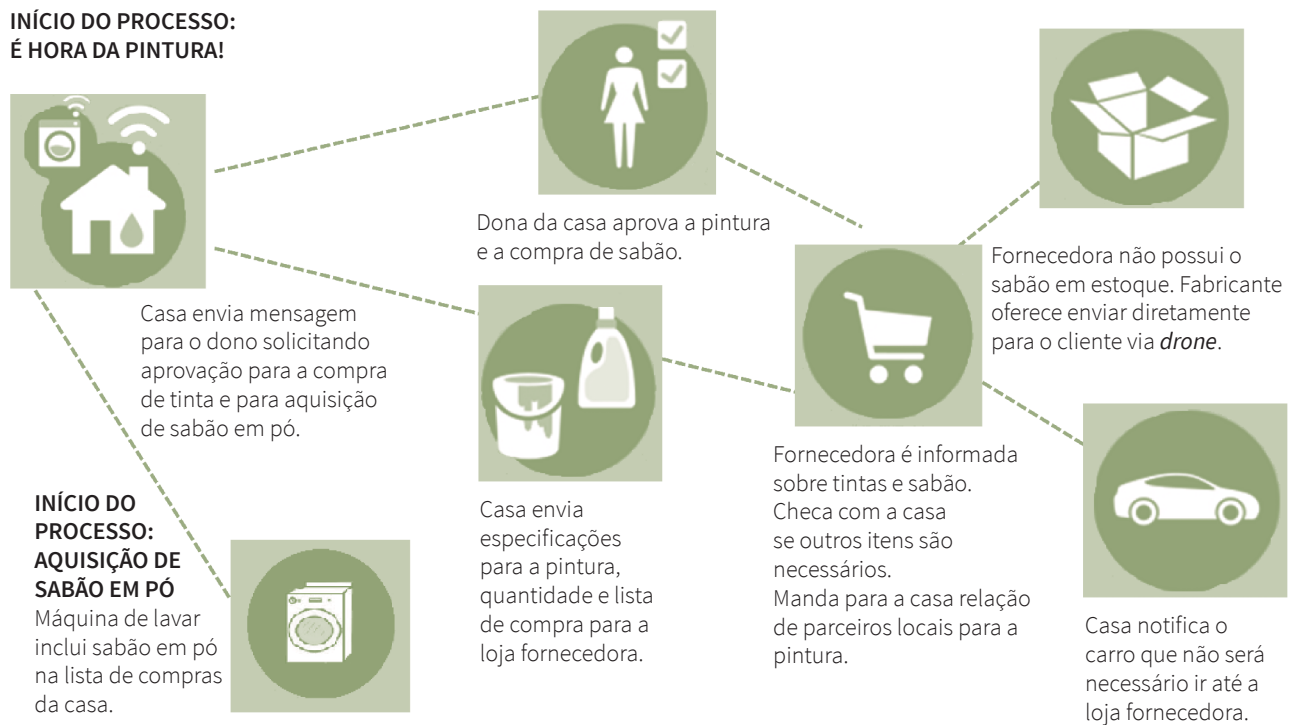 INÍCIO DO PROCESSO:
É HORA DA PINTURA!
Casa envia mensagem
para o dono solicitando
aprovação para a compra
de tinta e para aquisição
de sabão em pó.
INÍCIO DO
PROCESSO:
AQUISIÇÃO DE
SABÃO EM PÓ
Máquina de lavar
inclui sabão em pó
na lista de compras
da casa.
Dona da casa aprova a pintura
e a compra de sabão.
Casa envia
especificações
para a pintura,
quantidade e lista
de compra para a
loja fornecedora.
Fornecedora é informada
sobre tintas e sabão.
Checa com a casa
se outros itens são
necessários.
Manda para a casa relação
de parceiros locais para a
pintura.
Fornecedora não possui o
sabão em estoque. Fabricante
oferece enviar diretamente
para o cliente via drone.
Casa notifica o
carro que não será
necessário ir até a
loja fornecedora.